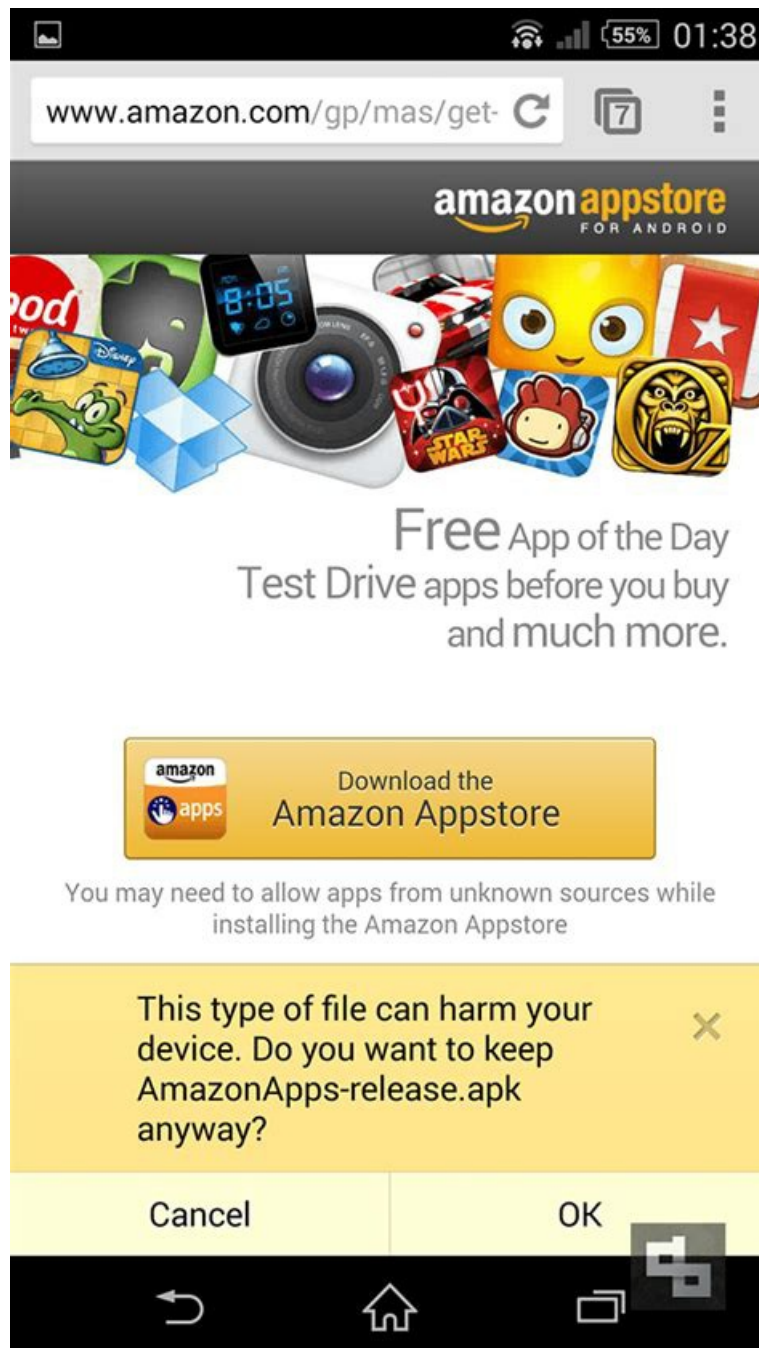 55% 01:38
www.amazon.com/gp/mas/get-
7
amazon appstore
FOR ANDROID
ood
8:05
Disney
STAR
WARS
OZ
Free App of the Day
Test Drive apps before you buy
and much more.
amazon
apps
Download the
Amazon Appstore
You may need to allow apps from unknown sources while
installing the Amazon Appstore
This type of file can harm your
device. Do you want to keep
AmazonApps-release.apk
anyway?
Cancel OK